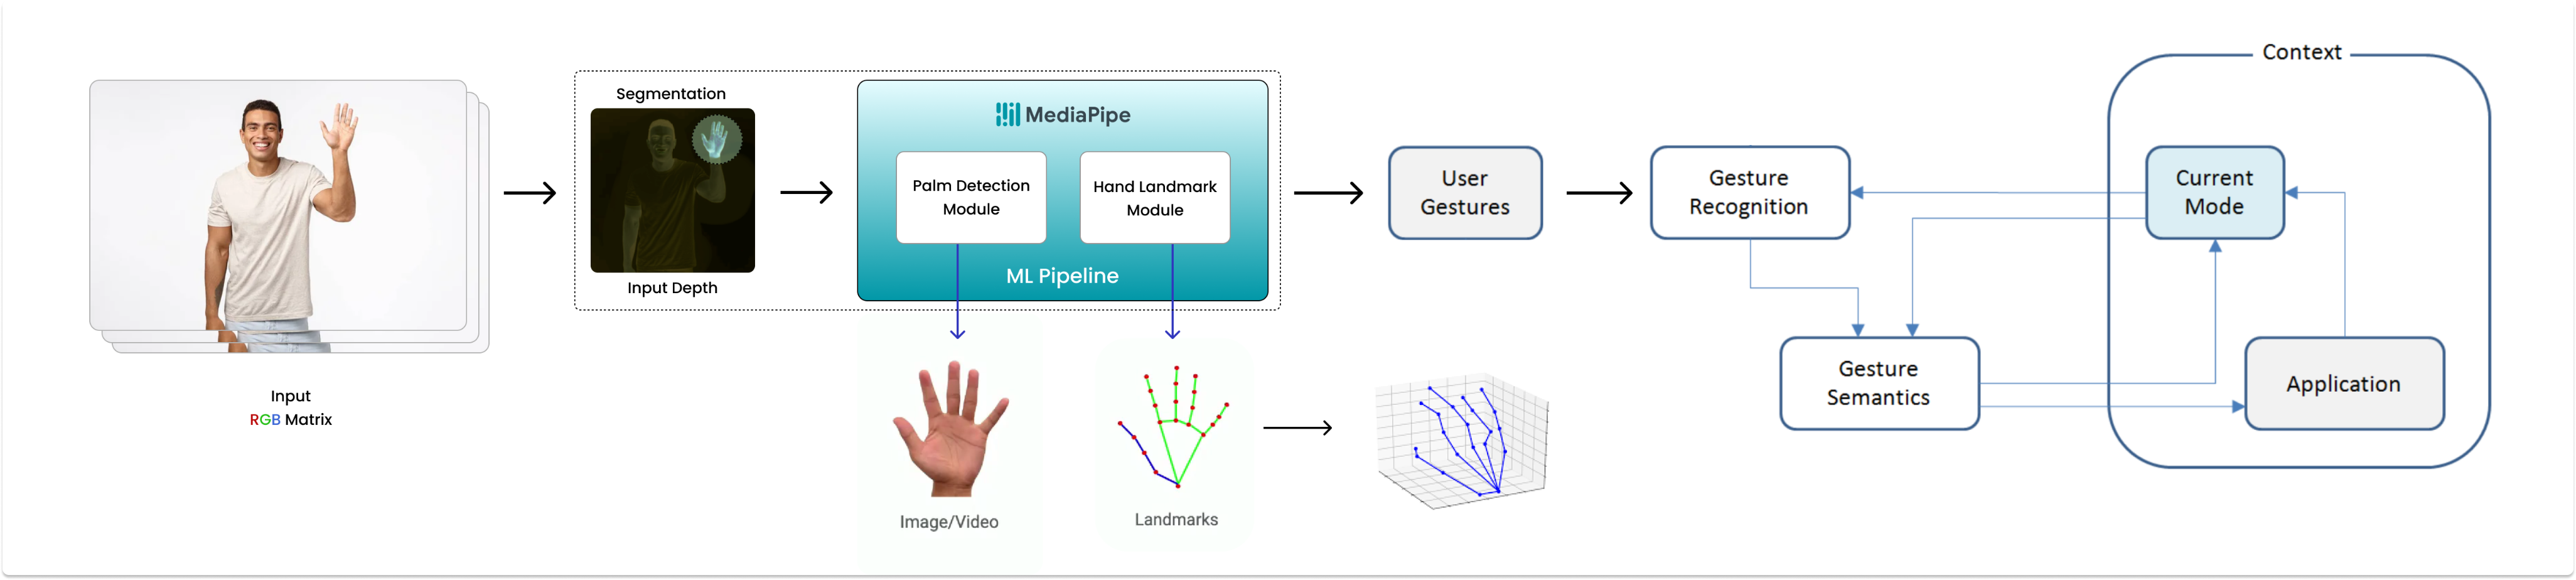 Input
RGB Matrix
Segmentation
Input Depth
MediaPipe
Palm Detection
Module
Hand Landmark
Module
ML Pipeline
Image/Video
Landmarks
User
Gestures
Gesture
Recognition
Gesture
Semantics
Context
Current
Mode
Application